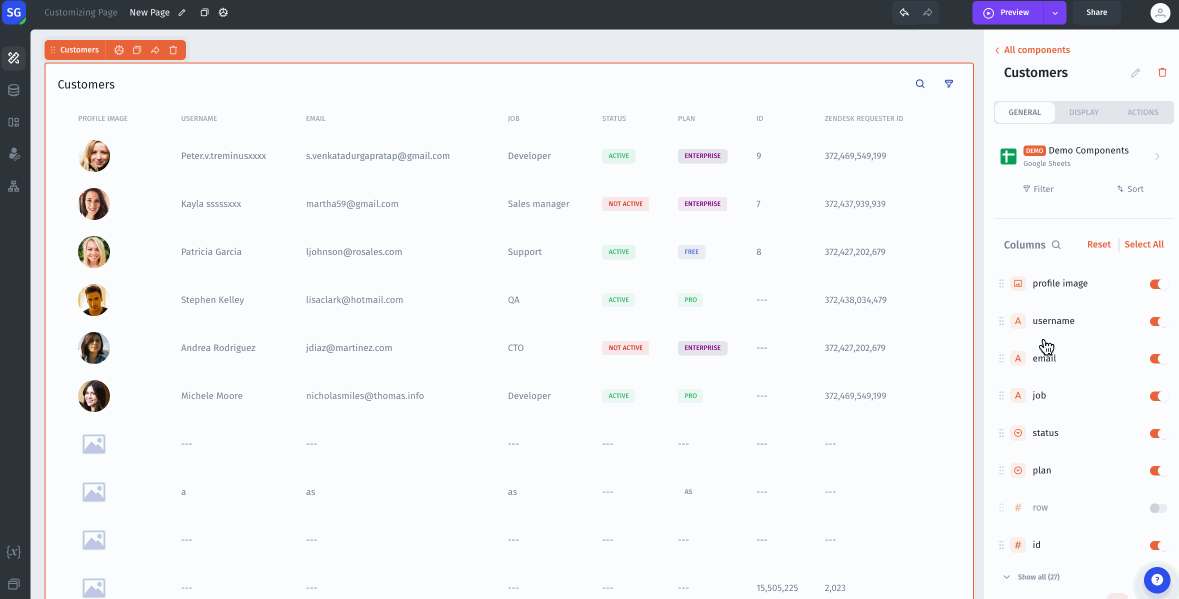 SG Customizing Page New Page Preview Share
Customers
All components
Customers
Customers
GENERAL DISPLAY ACTIONS
PROFILE IMAGE USERNAME EMAIL JOB STATUS PLAN ID ZENDESK REQUESTER ID
DEMO Demo Components
Google Sheets
Filter Sort
Peter.v.treminusxxxx s.venkatadurgapratap@gmail.com Developer ACTIVE ENTERPRISE 9 372,469,549,199
Kayla sssssxxx martha59@gmail.com Sales manager NOT ACTIVE ENTERPRISE 7 372,437,939,939
Patricia Garcia ljohnson@rosales.com Support ACTIVE FREE 8 372,427,202,679
Stephen Kelley lisaclark@hotmail.com QA ACTIVE PRO --- 372,438,034,479
Andrea Rodriguez jdiaz@martinez.com CTO NOT ACTIVE ENTERPRISE --- 372,427,202,679
Michele Moore nicholasmiles@thomas.info Developer ACTIVE PRO --- 372,469,549,199
--- --- --- --- --- --- ---
a as as --- AS --- ---
--- --- --- --- --- --- ---
--- --- --- --- --- 15,505,225 2,023
Columns Reset Select All
profile image
A username
A email
A job
status
plan
# row
# id
Show all (27)
{x}
?